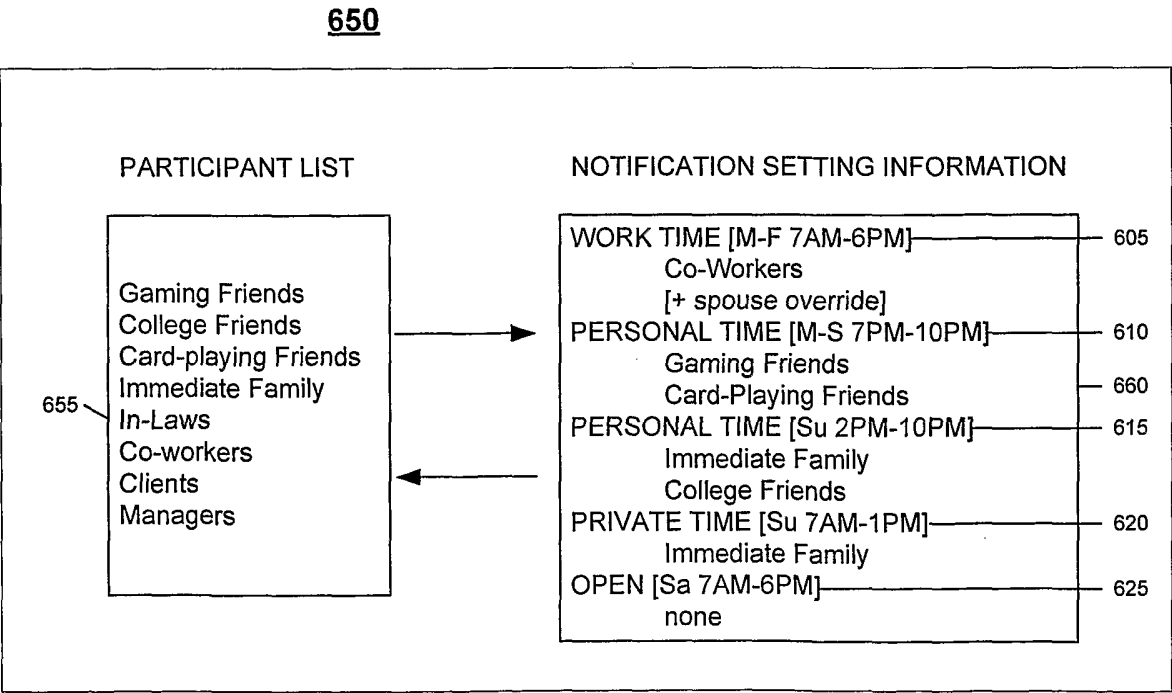 650
PARTICIPANT LIST
Gaming Friends
College Friends
Card-playing Friends
Immediate Family
655
In-Laws
Co-workers
Clients
Managers
NOTIFICATION SETTING INFORMATION
WORK TIME [M-F 7AM-6PM] 605
Co-Workers
[+ spouse override]
PERSONAL TIME [M-S 7PM-10PM] 610
Gaming Friends
Card-Playing Friends 660
PERSONAL TIME [Su 2PM-10PM] 615
Immediate Family
College Friends
PRIVATE TIME [Su 7AM-1PM] 620
Immediate Family
OPEN [Sa 7AM-6PM] 625
none